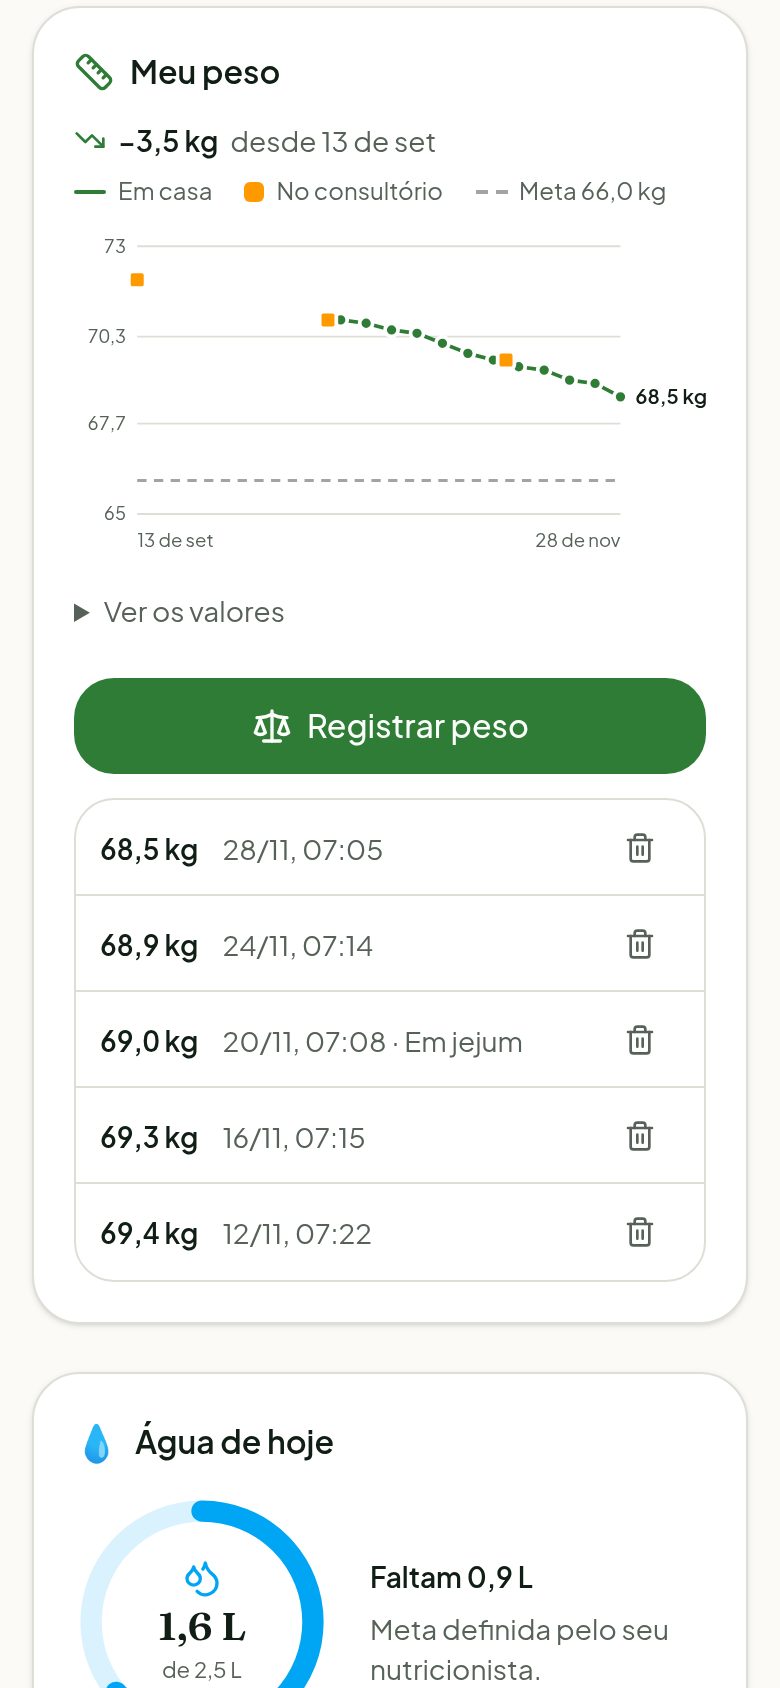 Meu peso
−3,5 kg desde 13 de set
Em casa No consultório Meta 66,0 kg
73
70,3
68,5 kg
67,7
65
13 de set 28 de nov
Ver os valores
Registrar peso
68,5 kg 28/11, 07:05
68,9 kg 24/11, 07:14
69,0 kg 20/11, 07:08 · Em jejum
69,3 kg 16/11, 07:15
69,4 kg 12/11, 07:22
Água de hoje
1,6 L
de 2,5 L
Faltam 0,9 L
Meta definida pelo seu
nutricionista.